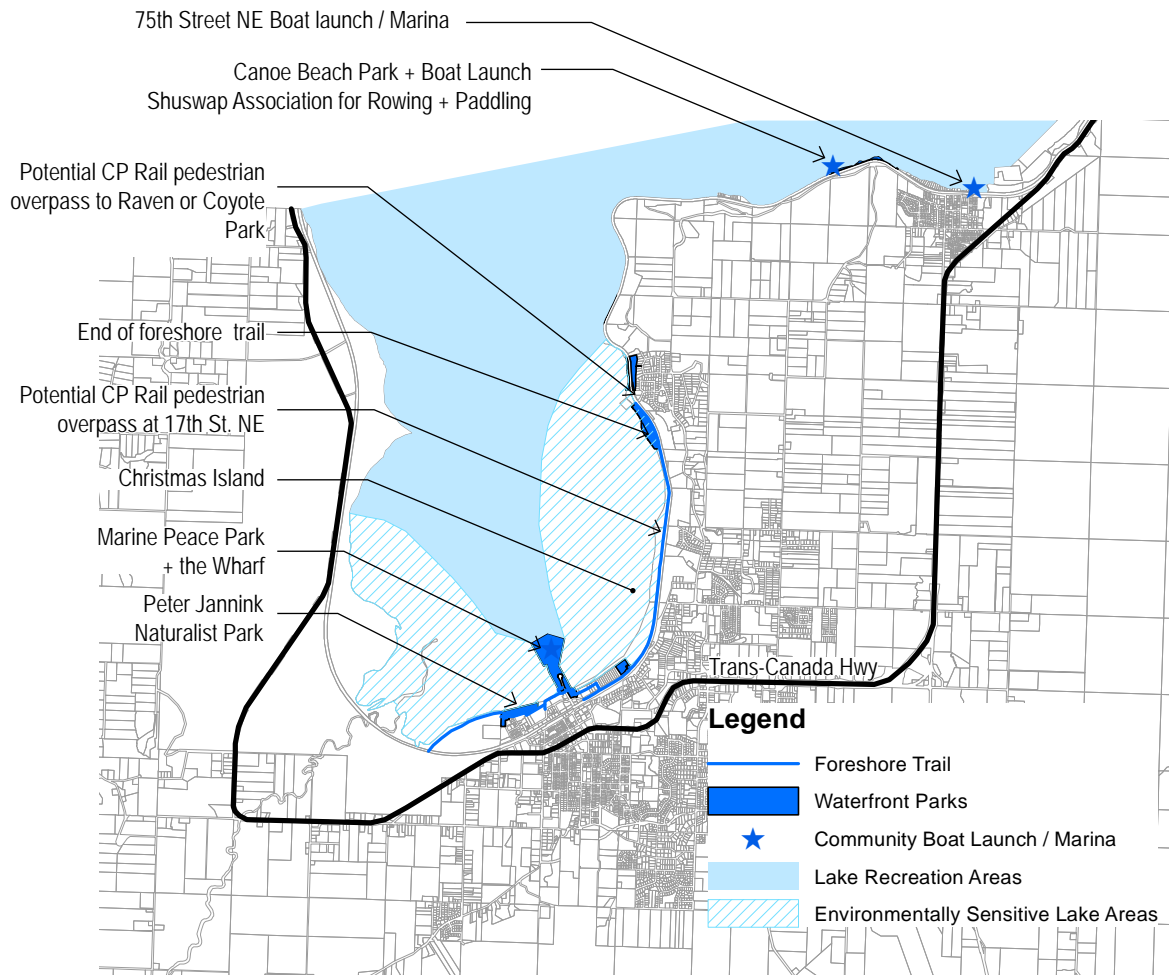 75th Street NE Boat launch / Marina
Canoe Beach Park + Boat Launch
Shuswap Association for Rowing + Paddling
Potential CP Rail pedestrian
overpass to Raven or Coyote
Park
End of foreshore trail
Potential CP Rail pedestrian
overpass at 17th St. NE
Christmas Island
Marine Peace Park
+ the Wharf
Peter Jannink
Naturalist Park
Trans-Canada Hwy
Legend
Foreshore Trail
Waterfront Parks
Community Boat Launch / Marina
Lake Recreation Areas
Environmentally Sensitive Lake Areas